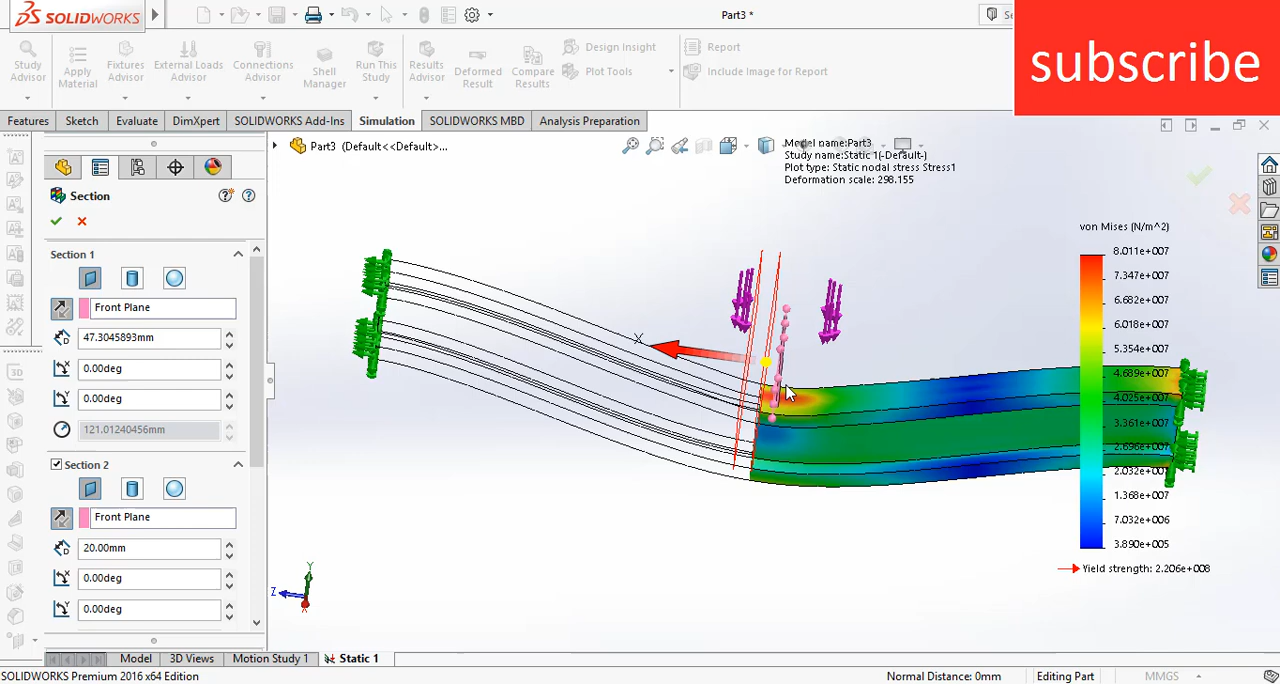 SOLIDWORKS
Part3 *
subscribe
Study
Advisor
Apply
Material
Fixtures
Advisor
External Loads
Advisor
Connections
Advisor
Shell
Manager
Run This
Study
Results
Advisor
Deformed
Result
Compare
Results
Design Insight
Plot Tools
Report
Include Image for Report
Features
Sketch
Evaluate
DimXpert
SOLIDWORKS Add-Ins
Simulation
SOLIDWORKS MBD
Analysis Preparation
Part3 (Default<<Default>...
Model name:Part3
Study name:Static 1(-Default-)
Plot type: Static nodal stress Stress1
Deformation scale: 298.155
Section
Section 1
Front Plane
47.3045893mm
0.00deg
0.00deg
121.01240456mm
Section 2
Front Plane
20.00mm
0.00deg
0.00deg
X
von Mises (N/m^2)
8.011e+007
7.347e+007
6.682e+007
6.018e+007
5.354e+007
4.689e+007
4.025e+007
3.361e+007
2.696e+007
2.032e+007
1.368e+007
7.032e+006
3.890e+005
Yield strength: 2.206e+008
Y
Z
X
Model
3D Views
Motion Study 1
Static 1
SOLIDWORKS Premium 2016 x64 Edition
Normal Distance: 0mm
Editing Part
MMGS